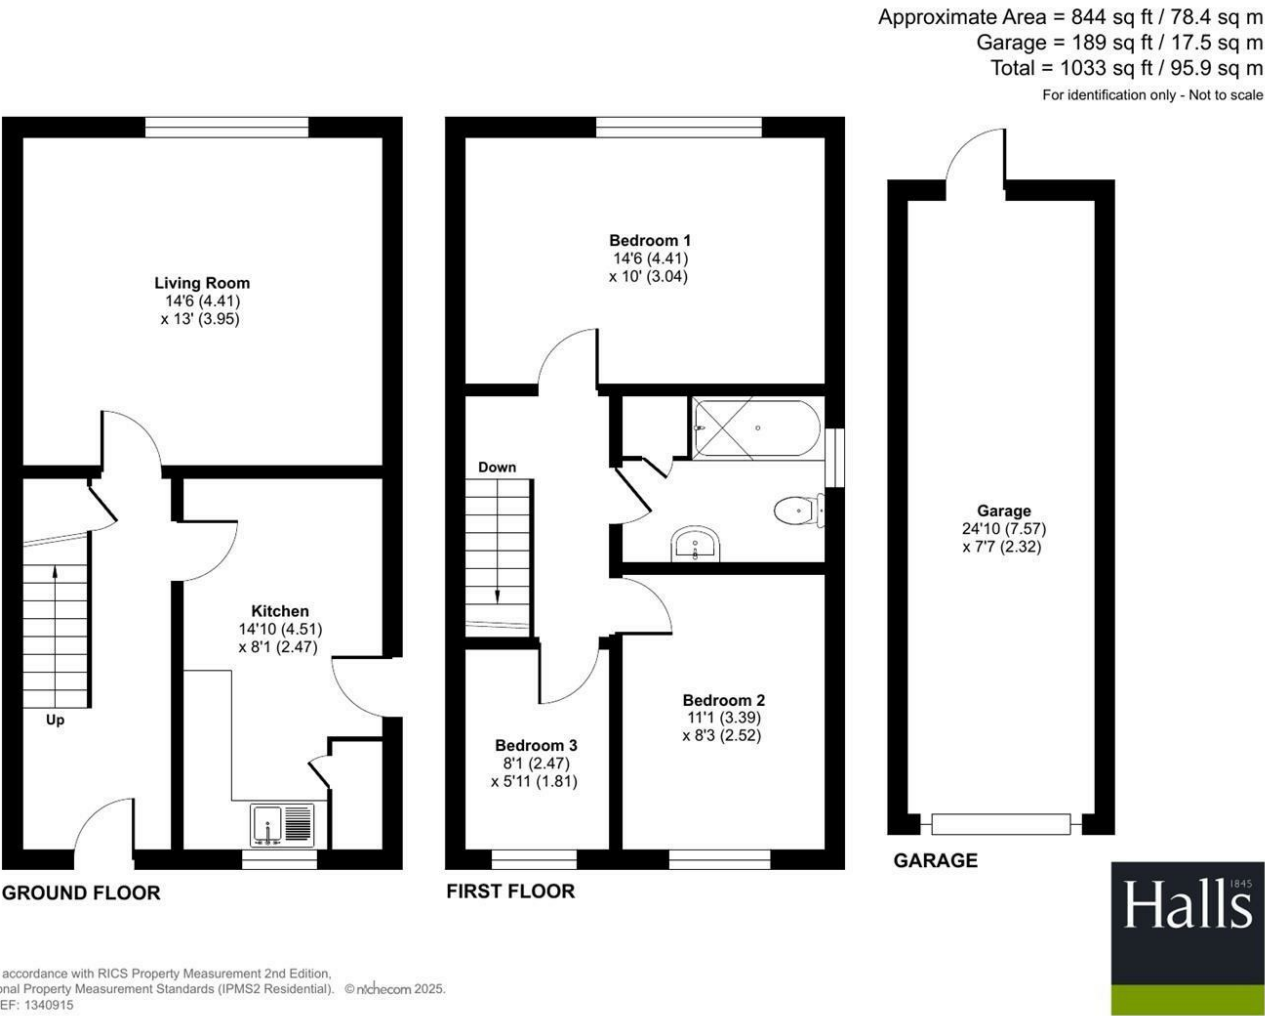 Approximate Area = 844 sq ft / 78.4 sq m
Garage = 189 sq ft / 17.5 sq m
Total = 1033 sq ft / 95.9 sq m
For identification only - Not to scale
Living Room
14'6 (4.41)
x 13' (3.95)
Up
Kitchen
14'10 (4.51)
x 8'1 (2.47)
GROUND FLOOR
Bedroom 1
14'6 (4.41)
x 10' (3.04)
Down
Bedroom 2
11'1 (3.39)
x 8'3 (2.52)
Bedroom 3
8'1 (2.47)
x 5'11 (1.81)
FIRST FLOOR
Garage
24'10 (7.57)
x 7'7 (2.32)
GARAGE
Halls
1845
accordance with RICS Property Measurement 2nd Edition,
onal Property Measurement Standards (IPMS2 Residential). © nichecom 2025.
EF: 1340915